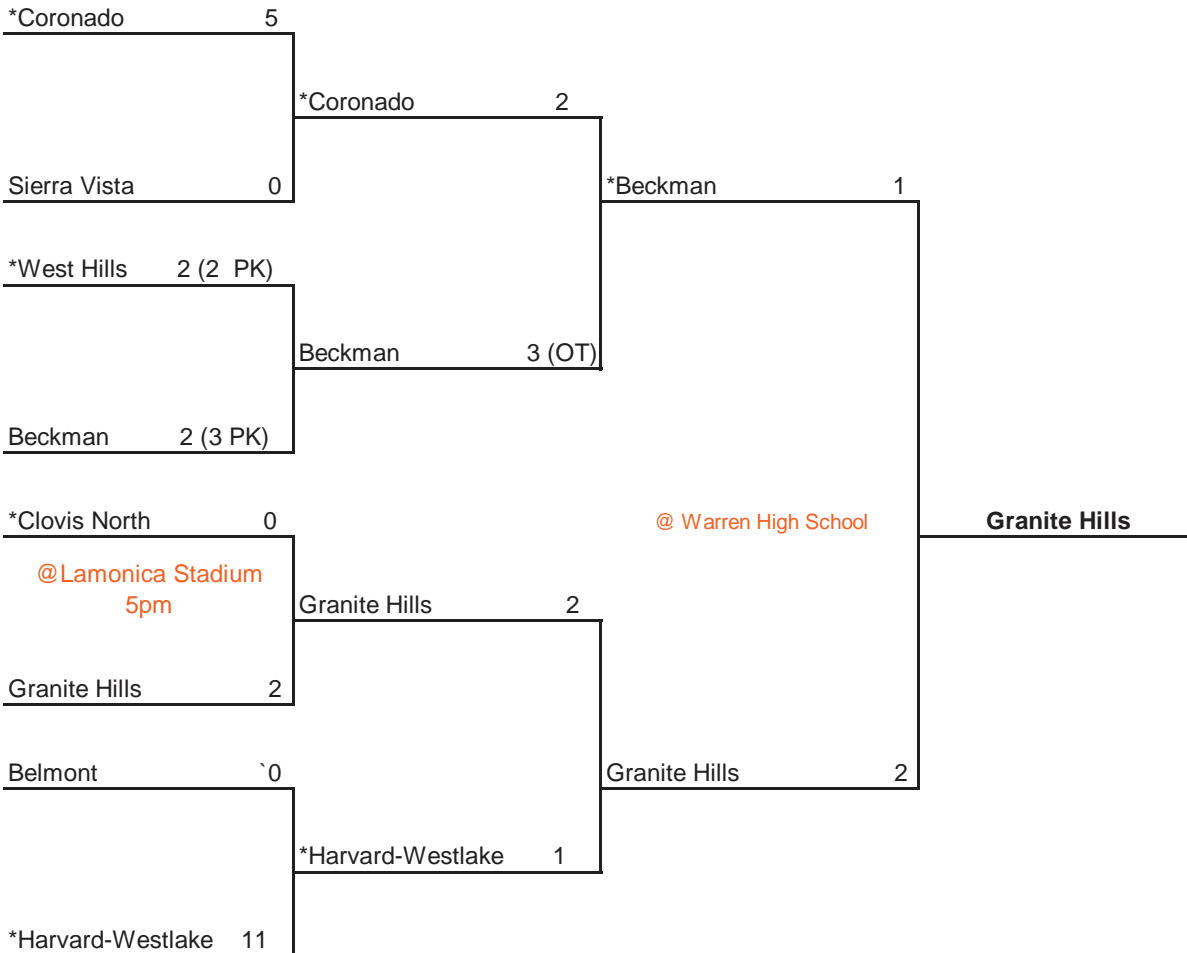 *Coronado 5
*Coronado 2
Sierra Vista 0
*Beckman 1
*West Hills 2 (2 PK)
Beckman 3 (OT)
Beckman 2 (3 PK)
*Clovis North 0
@ Warren High School
Granite Hills
@Lamonica Stadium
5pm
Granite Hills 2
Granite Hills 2
Belmont `0
Granite Hills 2
*Harvard-Westlake 1
*Harvard-Westlake 11